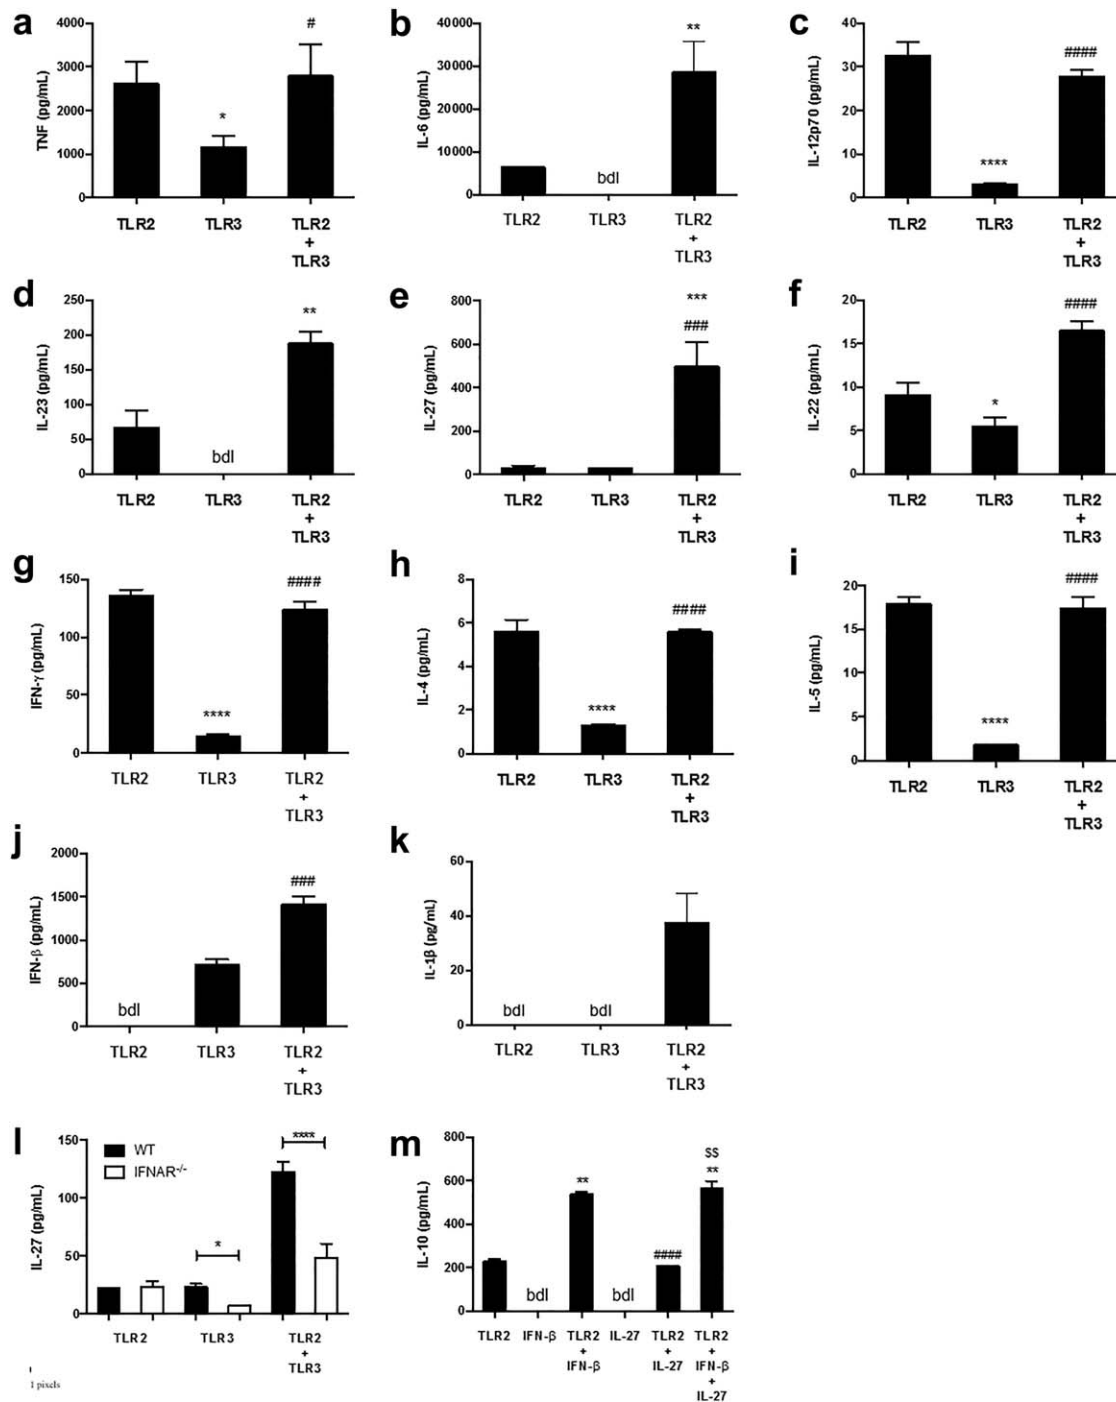 a
TNF (pg/mL)
4000
3000
2000
1000
0
*
#
TLR2
TLR3
TLR2
+
TLR3
b
IL-6 (pg/mL)
40000
30000
20000
10000
0
bdl
**
TLR2
TLR3
TLR2
+
TLR3
c
IL-12p70 (pg/mL)
40
30
20
10
0
****
####
TLR2
TLR3
TLR2
+
TLR3
d
IL-23 (pg/mL)
250
200
150
100
50
0
bdl
**
TLR2
TLR3
TLR2
+
TLR3
e
IL-27 (pg/mL)
800
600
400
200
0
***
###
TLR2
TLR3
TLR2
+
TLR3
f
IL-22 (pg/mL)
20
15
10
5
0
*
####
TLR2
TLR3
TLR2
+
TLR3
g
IFN-γ (pg/mL)
150
100
50
0
****
####
TLR2
TLR3
TLR2
+
TLR3
h
IL-4 (pg/mL)
8
6
4
2
0
****
####
TLR2
TLR3
TLR2
+
TLR3
i
IL-5 (pg/mL)
20
15
10
5
0
****
####
TLR2
TLR3
TLR2
+
TLR3
j
IFN-β (pg/mL)
2000
1500
1000
500
0
bdl
###
TLR2
TLR3
TLR2
+
TLR3
k
IL-1β (pg/mL)
60
40
20
0
bdl
bdl
TLR2
TLR3
TLR2
+
TLR3
l
IL-27 (pg/mL)
150
100
50
0
WT
IFNAR-/-
*
****
TLR2
TLR3
TLR2
+
TLR3
m
IL-10 (pg/mL)
800
600
400
200
0
bdl
**
bdl
####
$$
**
TLR2
IFN-β
TLR2
+
IFN-β
IL-27
TLR2
+
IL-27
TLR2
+
IFN-β
+
IL-27
1 pixels